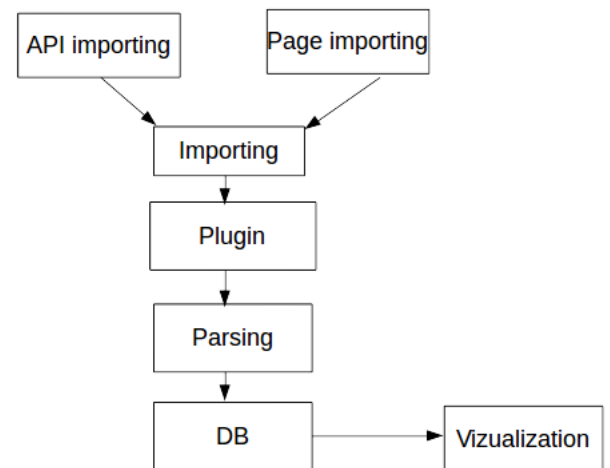 API importing
Page importing
Importing
Plugin
Parsing
DB
Vizualization